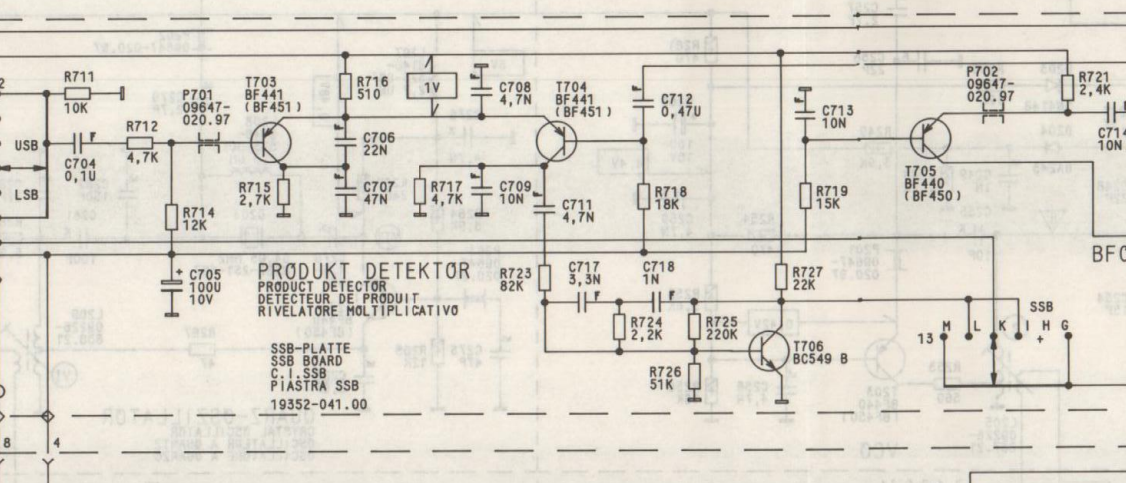 2
R711
10K
USB
LSB
C704
0,1U
F
R712
4,7K
P701
09647-
020.97
R714
12K
+
C705
100U
10V
T703
BF441
(BF451)
R715
2,7K
R716
510
F
C706
22N
F
C707
47N
1V
R717
4,7K
F
C708
4,7N
F
C709
10N
T704
BF441
(BF451)
F
C711
4,7N
F
C712
0,47U
R718
18K
F
C713
10N
R719
15K
P702
09647-
020.97
T705
BF440
(BF450)
R721
2,4K
F
C714
10N
BFO
PRODUKT DETEKTOR
PRODUCT DETECTOR
DETECTEUR DE PRODUIT
RIVELATORE MOLTIPLICATIVO
SSB-PLATTE
SSB BOARD
C.I.SSB
PIASTRA SSB
19352-041.00
R723
82K
C717
3,3N
F
C718
1N
F
R724
2,2K
R725
220K
R726
51K
R727
22K
T706
BC549 B
SSB
13 M L K I H G
+
8
4